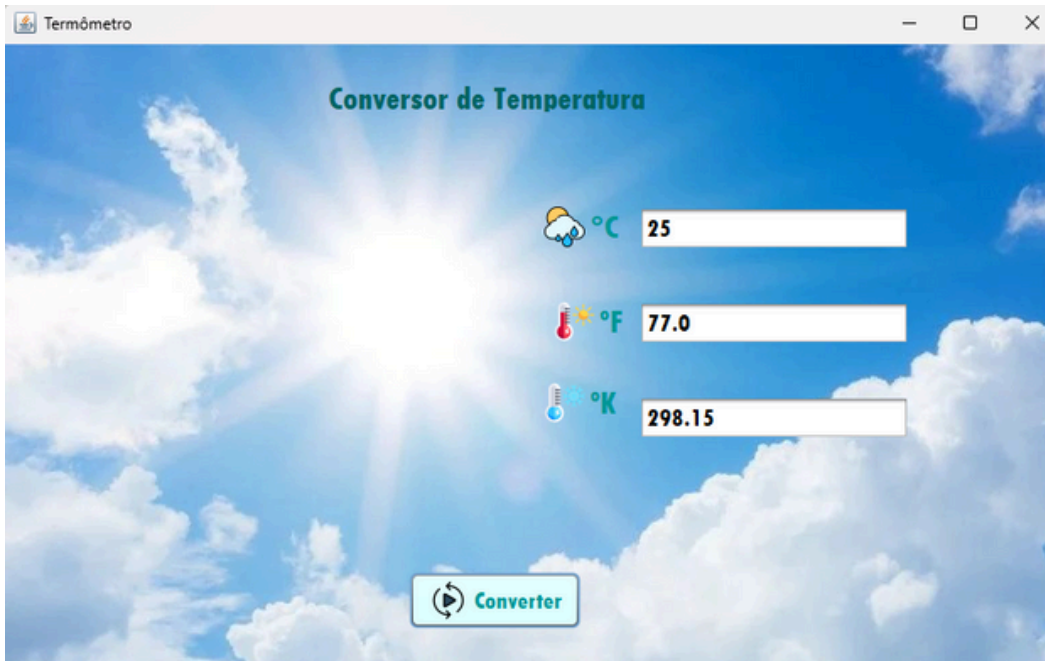 Termômetro
Conversor de Temperatura
°C 25
°F 77.0
°K 298.15
Converter